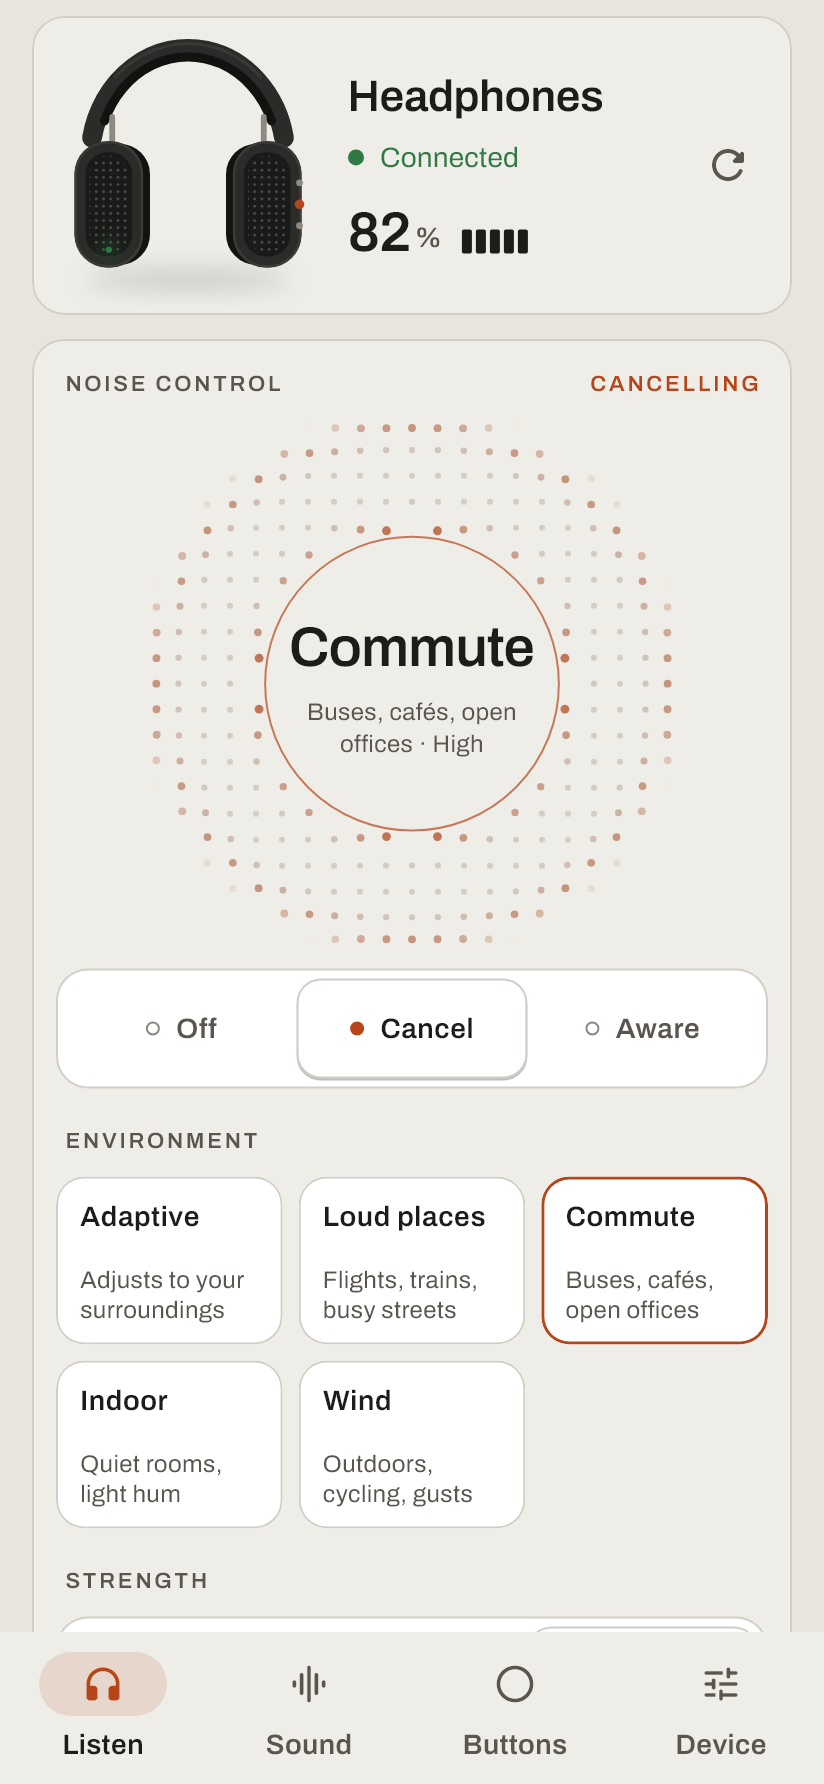 Headphones
Connected
82 %
NOISE CONTROL
CANCELLING
Commute
Buses, cafés, open
offices · High
Off
Cancel
Aware
ENVIRONMENT
Adaptive
Adjusts to your
surroundings
Loud places
Flights, trains,
busy streets
Commute
Buses, cafés,
open offices
Indoor
Quiet rooms,
light hum
Wind
Outdoors,
cycling, gusts
STRENGTH
Listen
Sound
Buttons
Device